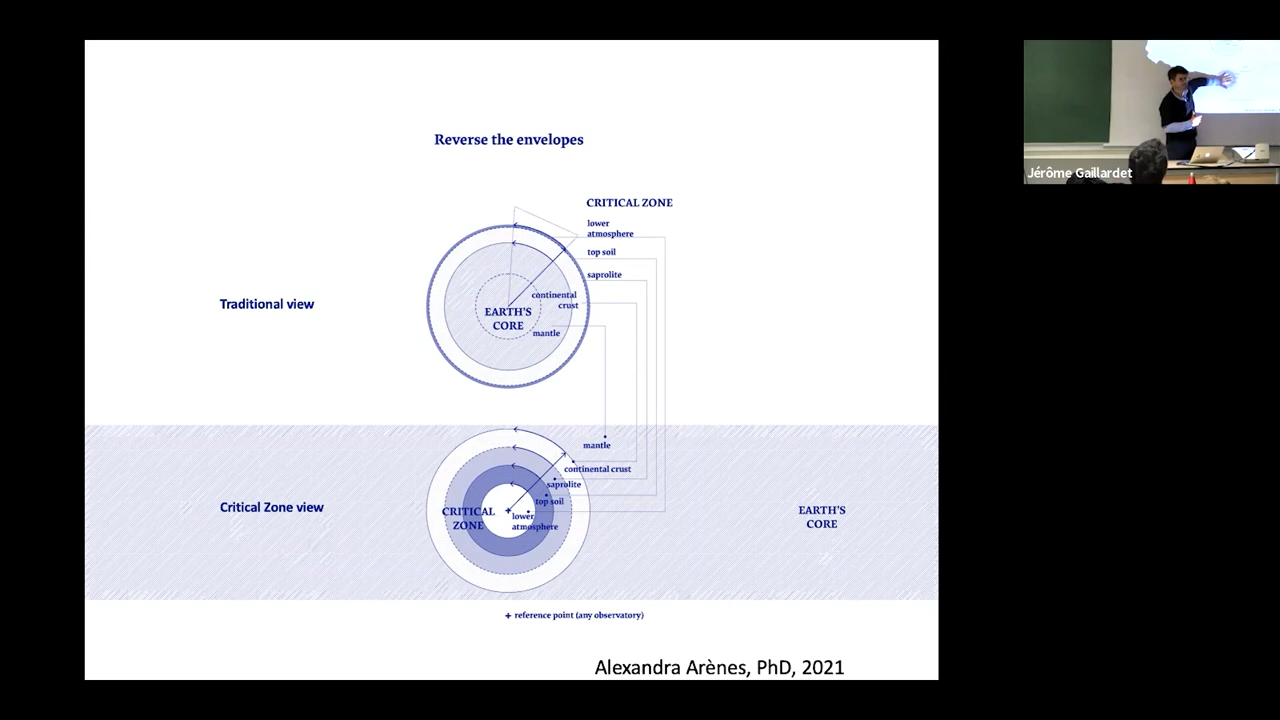 Reverse the envelopes
CRITICAL ZONE
lower
atmosphere
top soil
saprolite
continental
crust
EARTH'S
CORE
mantle
Traditional view
mantle
continental crust
saprolite
top soil
lower
atmosphere
CRITICAL
ZONE
Critical Zone view
EARTH'S
CORE
+ reference point (any observatory)
Alexandra Arènes, PhD, 2021
Jérôme Gaillardet